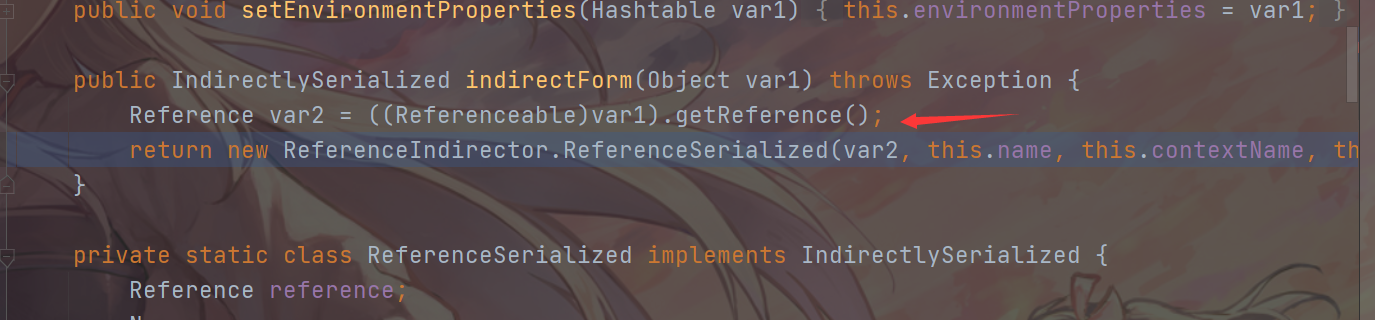 public void setEnvironmentProperties(Hashtable var1) { this.environmentProperties = var1; }
public IndirectlySerialized indirectForm(Object var1) throws Exception {
Reference var2 = ((Referenceable)var1).getReference();
return new ReferenceIndirector.ReferenceSerialized(var2, this.name, this.contextName, th
}
private static class ReferenceSerialized implements IndirectlySerialized {
Reference reference;